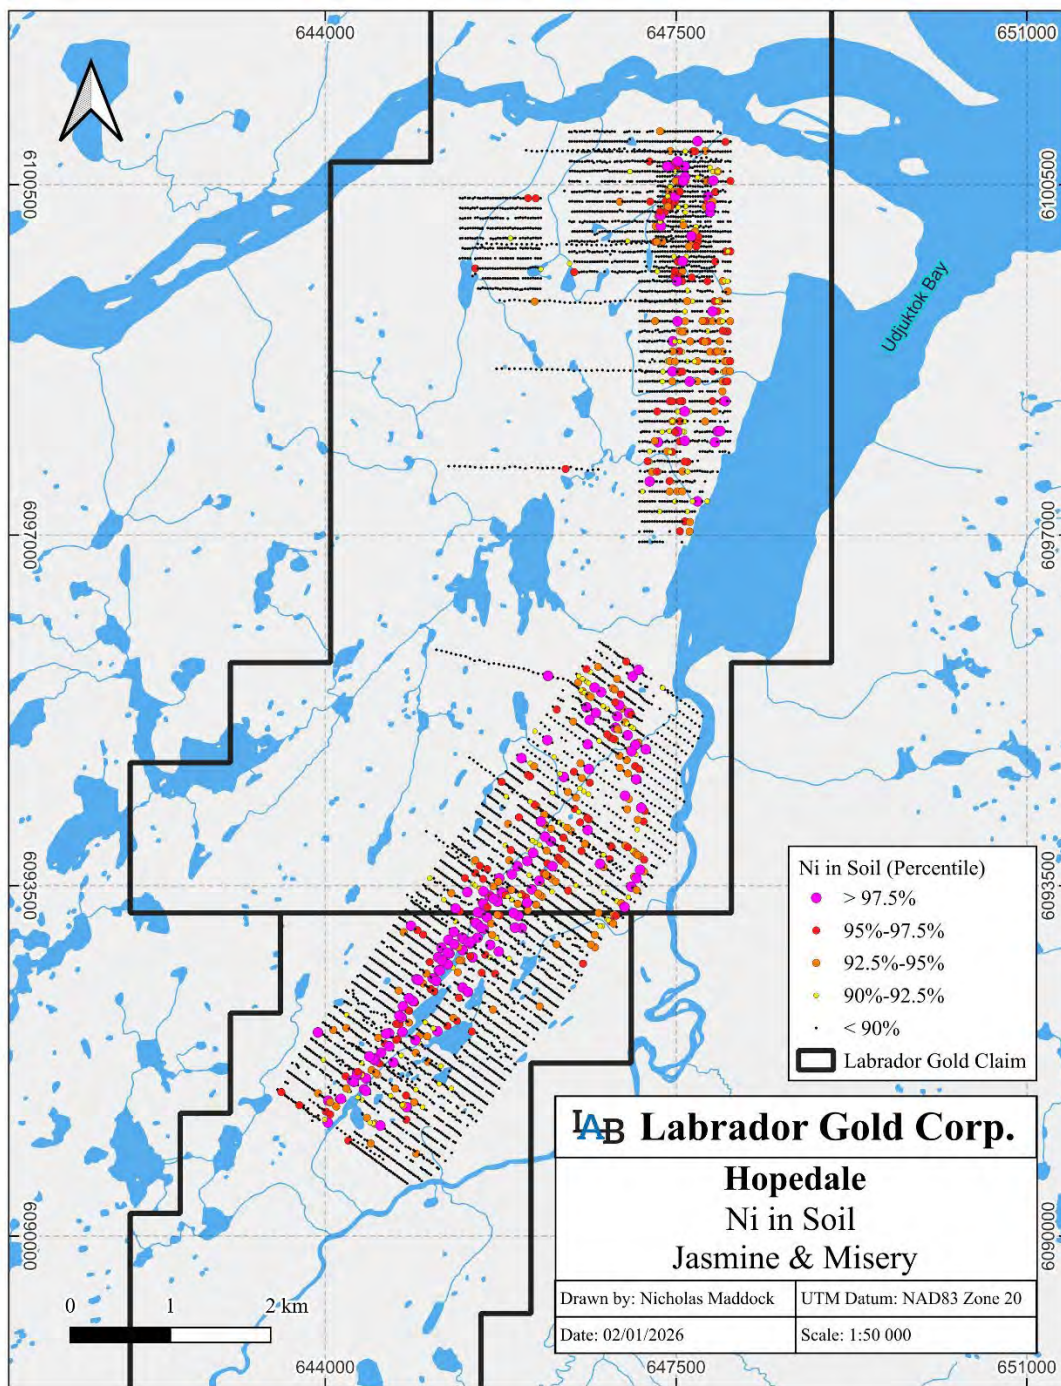 644000
647500
651000
6100500
6100500
Udjuktok Bay
6097000
6097000
6093500
6093500
Ni in Soil (Percentile)
> 97.5%
95%-97.5%
92.5%-95%
90%-92.5%
< 90%
Labrador Gold Claim
LAB Labrador Gold Corp.
Hopedale
Ni in Soil
Jasmine & Misery
Drawn by: Nicholas Maddock
UTM Datum: NAD83 Zone 20
Date: 02/01/2026
Scale: 1:50 000
6090000
6090000
0 1 2 km
644000
647500
651000